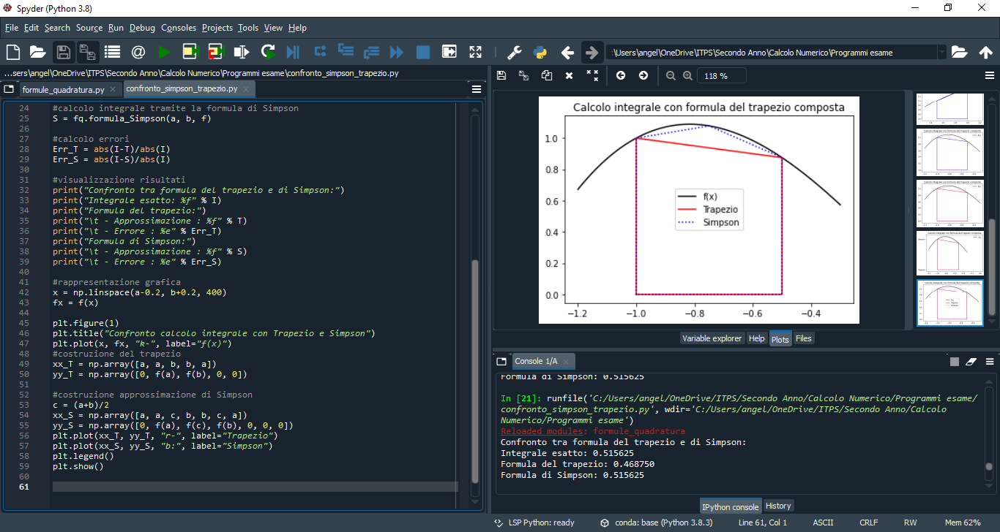 Spyder (Python 3.8)
File Edit Search Source Run Debug Consoles Projects Tools View Help
:\Users\angel\OneDrive\ITPS\Secondo Anno\Calcolo Numerico\Programmi esame
...sers\angel\OneDrive\ITPS\Secondo Anno\Calcolo Numerico\Programmi esame\confronto_simpson_trapezio.py
formule_quadratura.py confronto_simpson_trapezio.py
24 #calcolo integrale tramite la formula di Simpson
25 S = fq.formula_Simpson(a, b, f)
26
27 #calcolo errori
28 Err_T = abs(I-T)/abs(I)
29 Err_S = abs(I-S)/abs(I)
30
31 #visualizzazione risultati
32 print("Confronto tra formula del trapezio e di Simpson:")
33 print("Integrale esatto: %f" % I)
34 print("Formula del trapezio:")
35 print("\t - Approssimazione : %f" % T)
36 print("\t - Errore : %e" % Err_T)
37 print("Formula di Simpson:")
38 print("\t - Approssimazione : %f" % S)
39 print("\t - Errore : %e" % Err_S)
40
41 #rappresentazione grafica
42 x = np.linspace(a-0.2, b+0.2, 400)
43 fx = f(x)
44
45 plt.figure(1)
46 plt.title("Confronto calcolo integrale con Trapezio e Simpson")
47 plt.plot(x, fx, "k-", label="f(x)")
48 #costruzione del trapezio
49 xx_T = np.array([a, a, b, b, a])
50 yy_T = np.array([0, f(a), f(b), 0, 0])
51
52 #costruzione approssimazione di Simpson
53 c = (a+b)/2
54 xx_S = np.array([a, a, c, b, b, c, a])
55 yy_S = np.array([0, f(a), f(c), f(b), 0, 0, 0])
56 plt.plot(xx_T, yy_T, "r-", label="Trapezio")
57 plt.plot(xx_S, yy_S, "b:", label="Simpson")
58 plt.legend()
59 plt.show()
60
61
118 %
Calcolo integrale con formula del trapezio composta
1.0
0.8
0.6
0.4
0.2
0.0
−1.2 −1.0 −0.8 −0.6 −0.4
f(x)
Trapezio
Simpson
Variable explorer Help Plots Files
Console 1/A
Formula di Simpson: 0.515625
In [21]: runfile('C:/Users/angel/OneDrive/ITPS/Secondo Anno/Calcolo Numerico/Programmi esame/
confronto_simpson_trapezio.py', wdir='C:/Users/angel/OneDrive/ITPS/Secondo Anno/Calcolo
Numerico/Programmi esame')
Reloaded modules: formule_quadratura
Confronto tra formula del trapezio e di Simpson:
Integrale esatto: 0.515625
Formula del trapezio: 0.468750
Formula di Simpson: 0.515625
IPython console History
LSP Python: ready conda: base (Python 3.8.3) Line 61, Col 1 ASCII CRLF RW Mem 62%